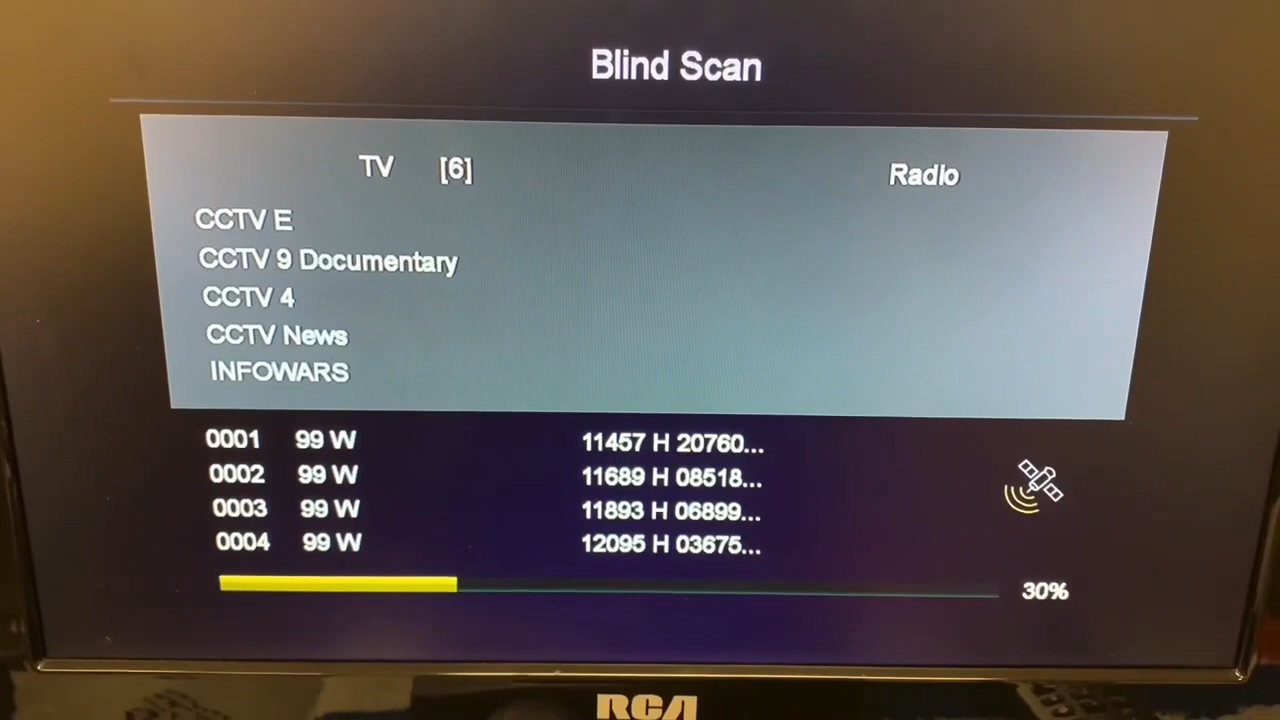 Blind Scan
TV [6] Radio
CCTV E
CCTV 9 Documentary
CCTV 4
CCTV News
INFOWARS
0001 99 W 11457 H 20760...
0002 99 W 11689 H 08518...
0003 99 W 11893 H 06899...
0004 99 W 12095 H 03675...
30%
RCA